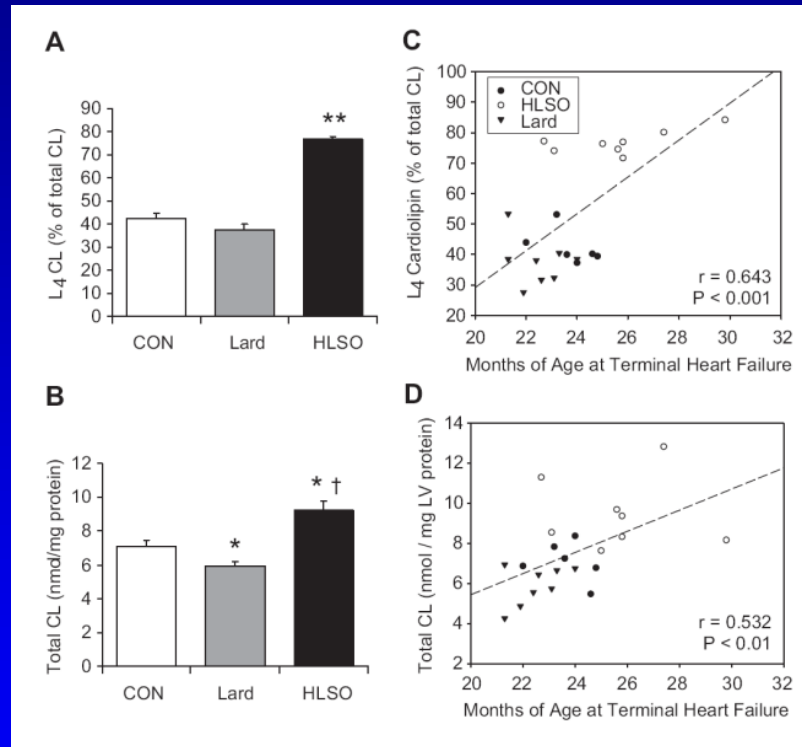 A
L4 CL (% of total CL)
90
80
70
60
50
40
30
20
10
0
**
CON Lard HLSO
B
Total CL (nmd/mg protein)
12
10
8
6
4
2
0
*
* †
CON Lard HLSO
C
L4 Cardiolipin (% of total CL)
100
90
80
70
60
50
40
30
20
CON
HLSO
Lard
r = 0.643
P < 0.001
20 22 24 26 28 30 32
Months of Age at Terminal Heart Failure
D
Total CL (nmol / mg LV protein)
14
12
10
8
6
4
2
r = 0.532
P < 0.01
20 22 24 26 28 30 32
Months of Age at Terminal Heart Failure